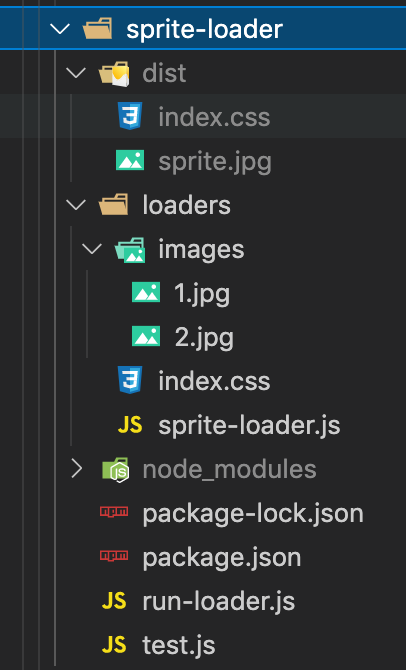 sprite-loader
dist
index.css
sprite.jpg
loaders
images
1.jpg
2.jpg
index.css
JS sprite-loader.js
node_modules
package-lock.json
package.json
JS run-loader.js
JS test.js